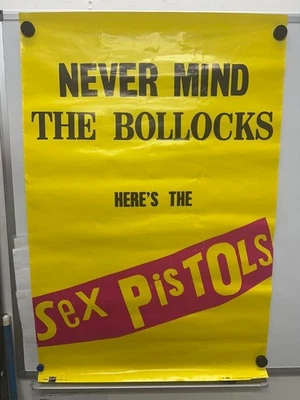 NEVER MIND
THE BOLLOCKS
HERE'S THE
Sex PisTOLs